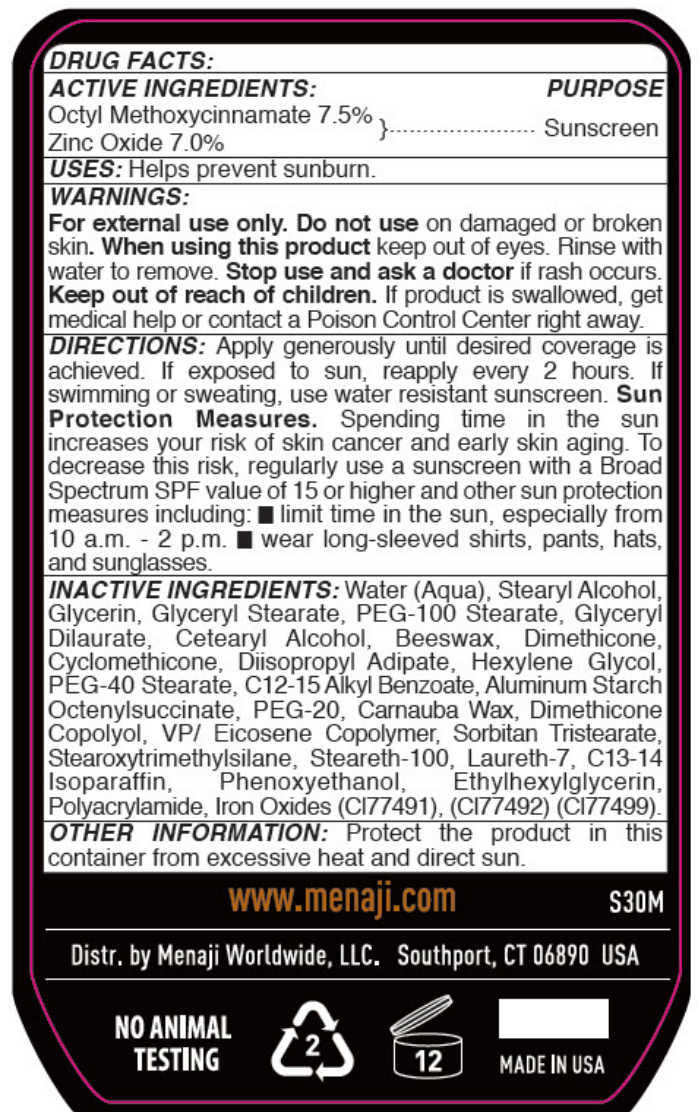 DRUG FACTS:
ACTIVE INGREDIENTS: PURPOSE
Octyl Methoxycinnamate 7.5%
Zinc Oxide 7.0% }...................... Sunscreen
USES: Helps prevent sunburn.
WARNINGS:
For external use only. Do not use on damaged or broken
skin. When using this product keep out of eyes. Rinse with
water to remove. Stop use and ask a doctor if rash occurs.
Keep out of reach of children. If product is swallowed, get
medical help or contact a Poison Control Center right away.
DIRECTIONS: Apply generously until desired coverage is
achieved. If exposed to sun, reapply every 2 hours. If
swimming or sweating, use water resistant sunscreen. Sun
Protection Measures. Spending time in the sun
increases your risk of skin cancer and early skin aging. To
decrease this risk, regularly use a sunscreen with a Broad
Spectrum SPF value of 15 or higher and other sun protection
measures including: ■ limit time in the sun, especially from
10 a.m. - 2 p.m. ■ wear long-sleeved shirts, pants, hats,
and sunglasses.
INACTIVE INGREDIENTS: Water (Aqua), Stearyl Alcohol,
Glycerin, Glyceryl Stearate, PEG-100 Stearate, Glyceryl
Dilaurate, Cetearyl Alcohol, Beeswax, Dimethicone,
Cyclomethicone, Diisopropyl Adipate, Hexylene Glycol,
PEG-40 Stearate, C12-15 Alkyl Benzoate, Aluminum Starch
Octenylsuccinate, PEG-20, Carnauba Wax, Dimethicone
Copolyol, VP/ Eicosene Copolymer, Sorbitan Tristearate,
Stearoxytrimethylsilane, Steareth-100, Laureth-7, C13-14
Isoparaffin, Phenoxyethanol, Ethylhexylglycerin,
Polyacrylamide, Iron Oxides (CI77491), (CI77492) (CI77499).
OTHER INFORMATION: Protect the product in this
container from excessive heat and direct sun.
www.menaji.com S30M
Distr. by Menaji Worldwide, LLC. Southport, CT 06890 USA
NO ANIMAL
TESTING
2
12
MADE IN USA